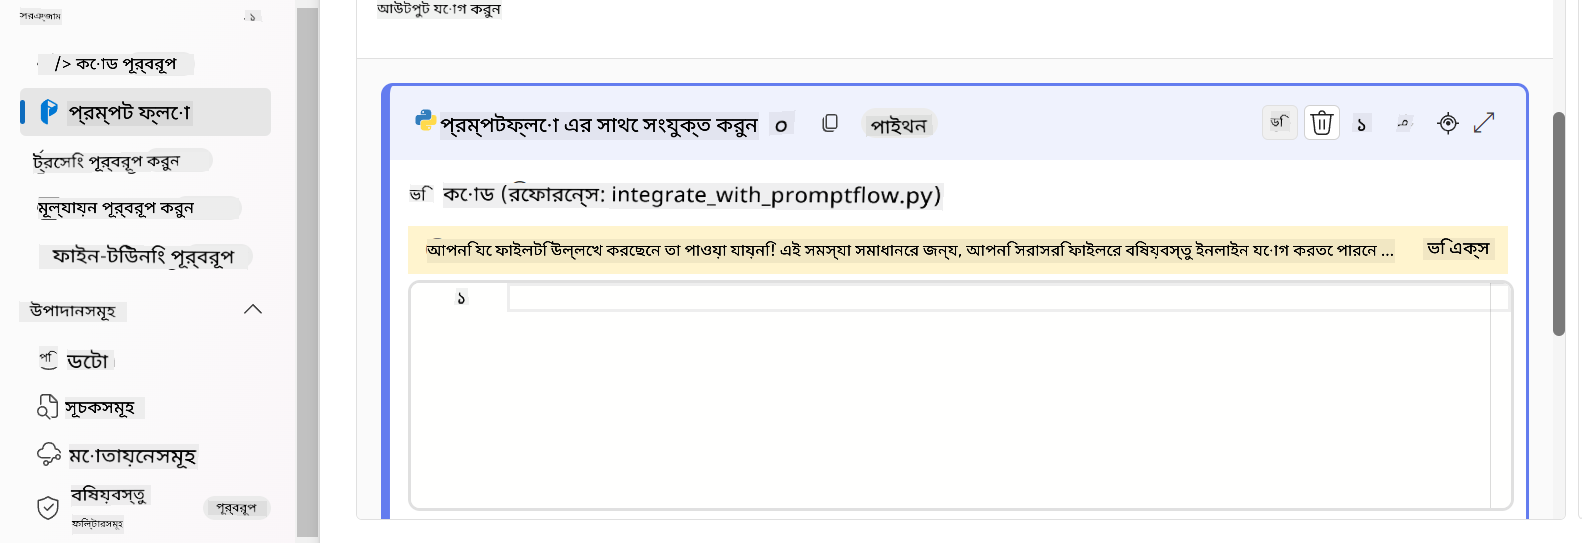 সরঞ্জাম ১
/> কোড পূর্বরূপ
প্রম্পট ফ্লো
ট্রেসিং পূর্বরূপ করুন
মূল্যায়ন পূর্বরূপ করুন
ফাইন-টিউনিং পূর্বরূপ
উপাদানসমূহ
ডেটা
সূচকসমূহ
মোতায়েনসমূহ
বিষয়বস্তু
ফিল্টারসমূহ
পূর্বরূপ
আউটপুট যোগ করুন
প্রম্পটফ্লো এর সাথে সংযুক্ত করুন ০ পাইথন
ভি ১
ভি কোড (রেফারেন্স: integrate_with_promptflow.py)
আপনি যে ফাইলটি উল্লেখ করেছেন তা পাওয়া যায়নি! এই সমস্যা সমাধানের জন্য, আপনি সরাসরি ফাইলের বিষয়বস্তু ইনলাইন যোগ করতে পারেন ... ভি এক্স
১